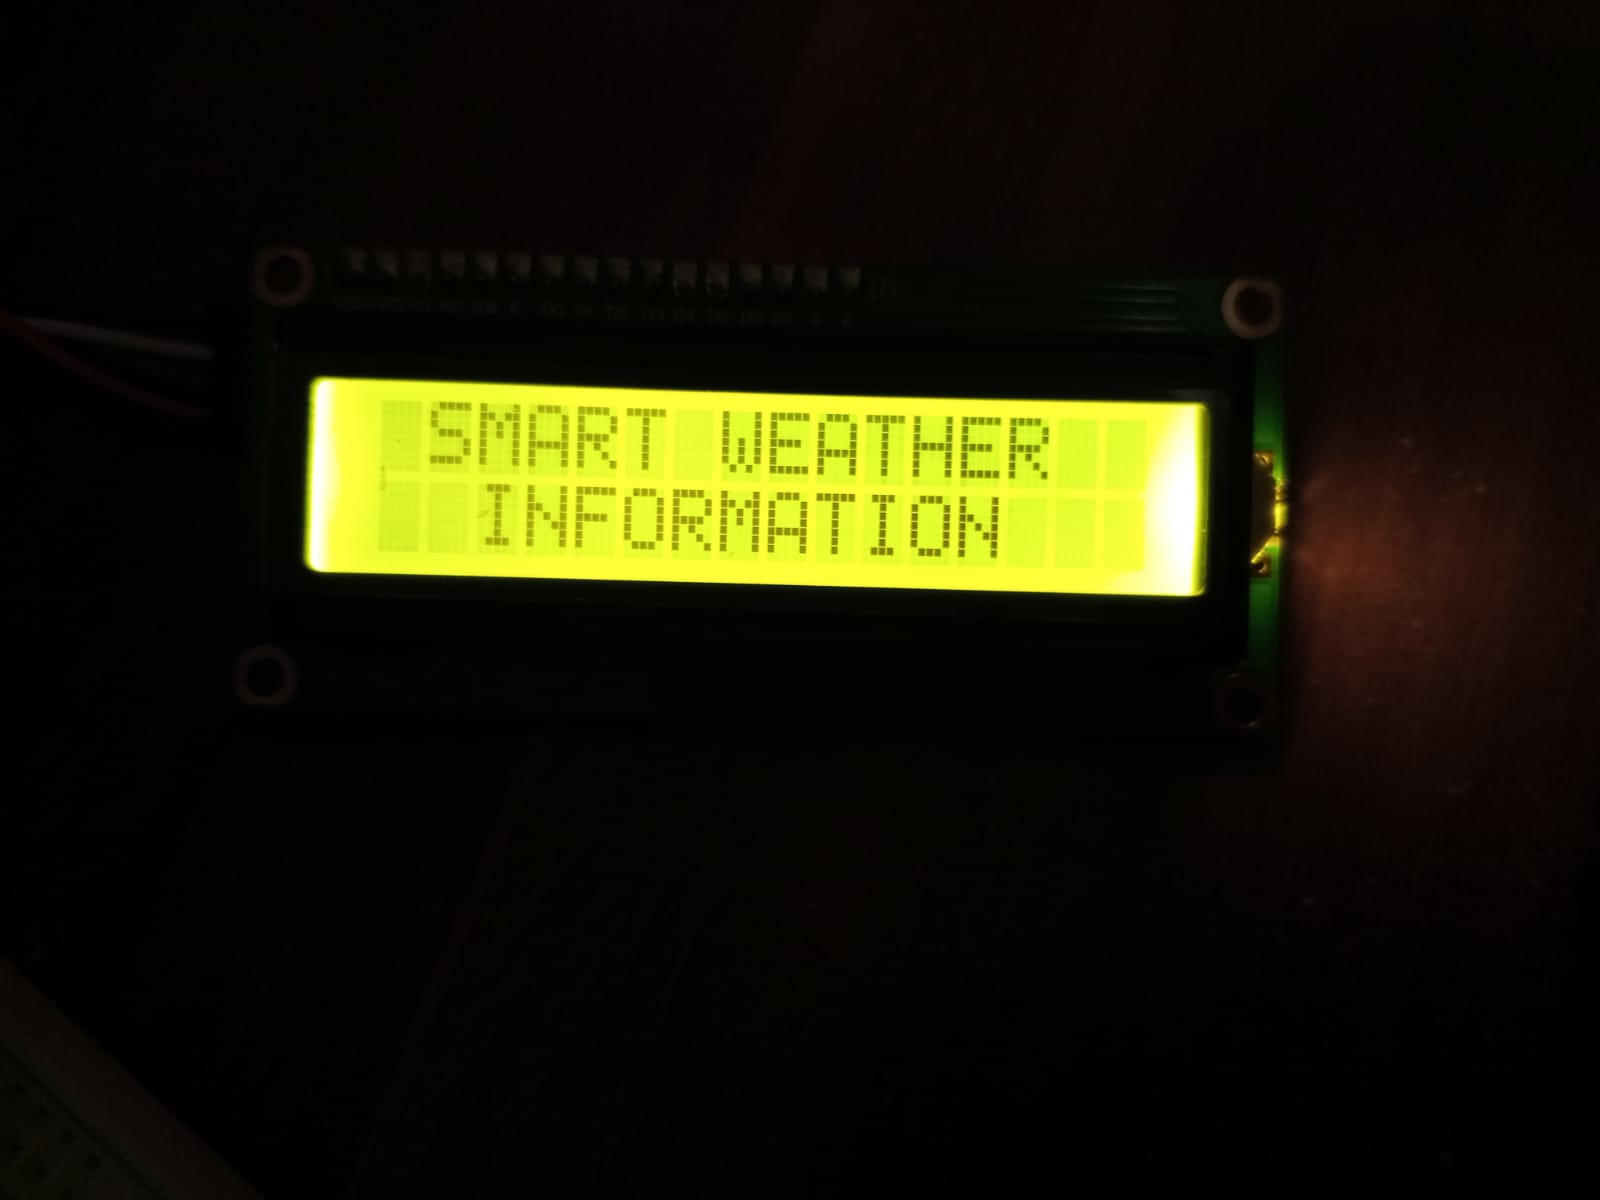 16
VSS VDD VO RS RW E D0 D1 D2 D3 D4 D5 D6 D7 A K
SMART WEATHER
INFORMATION